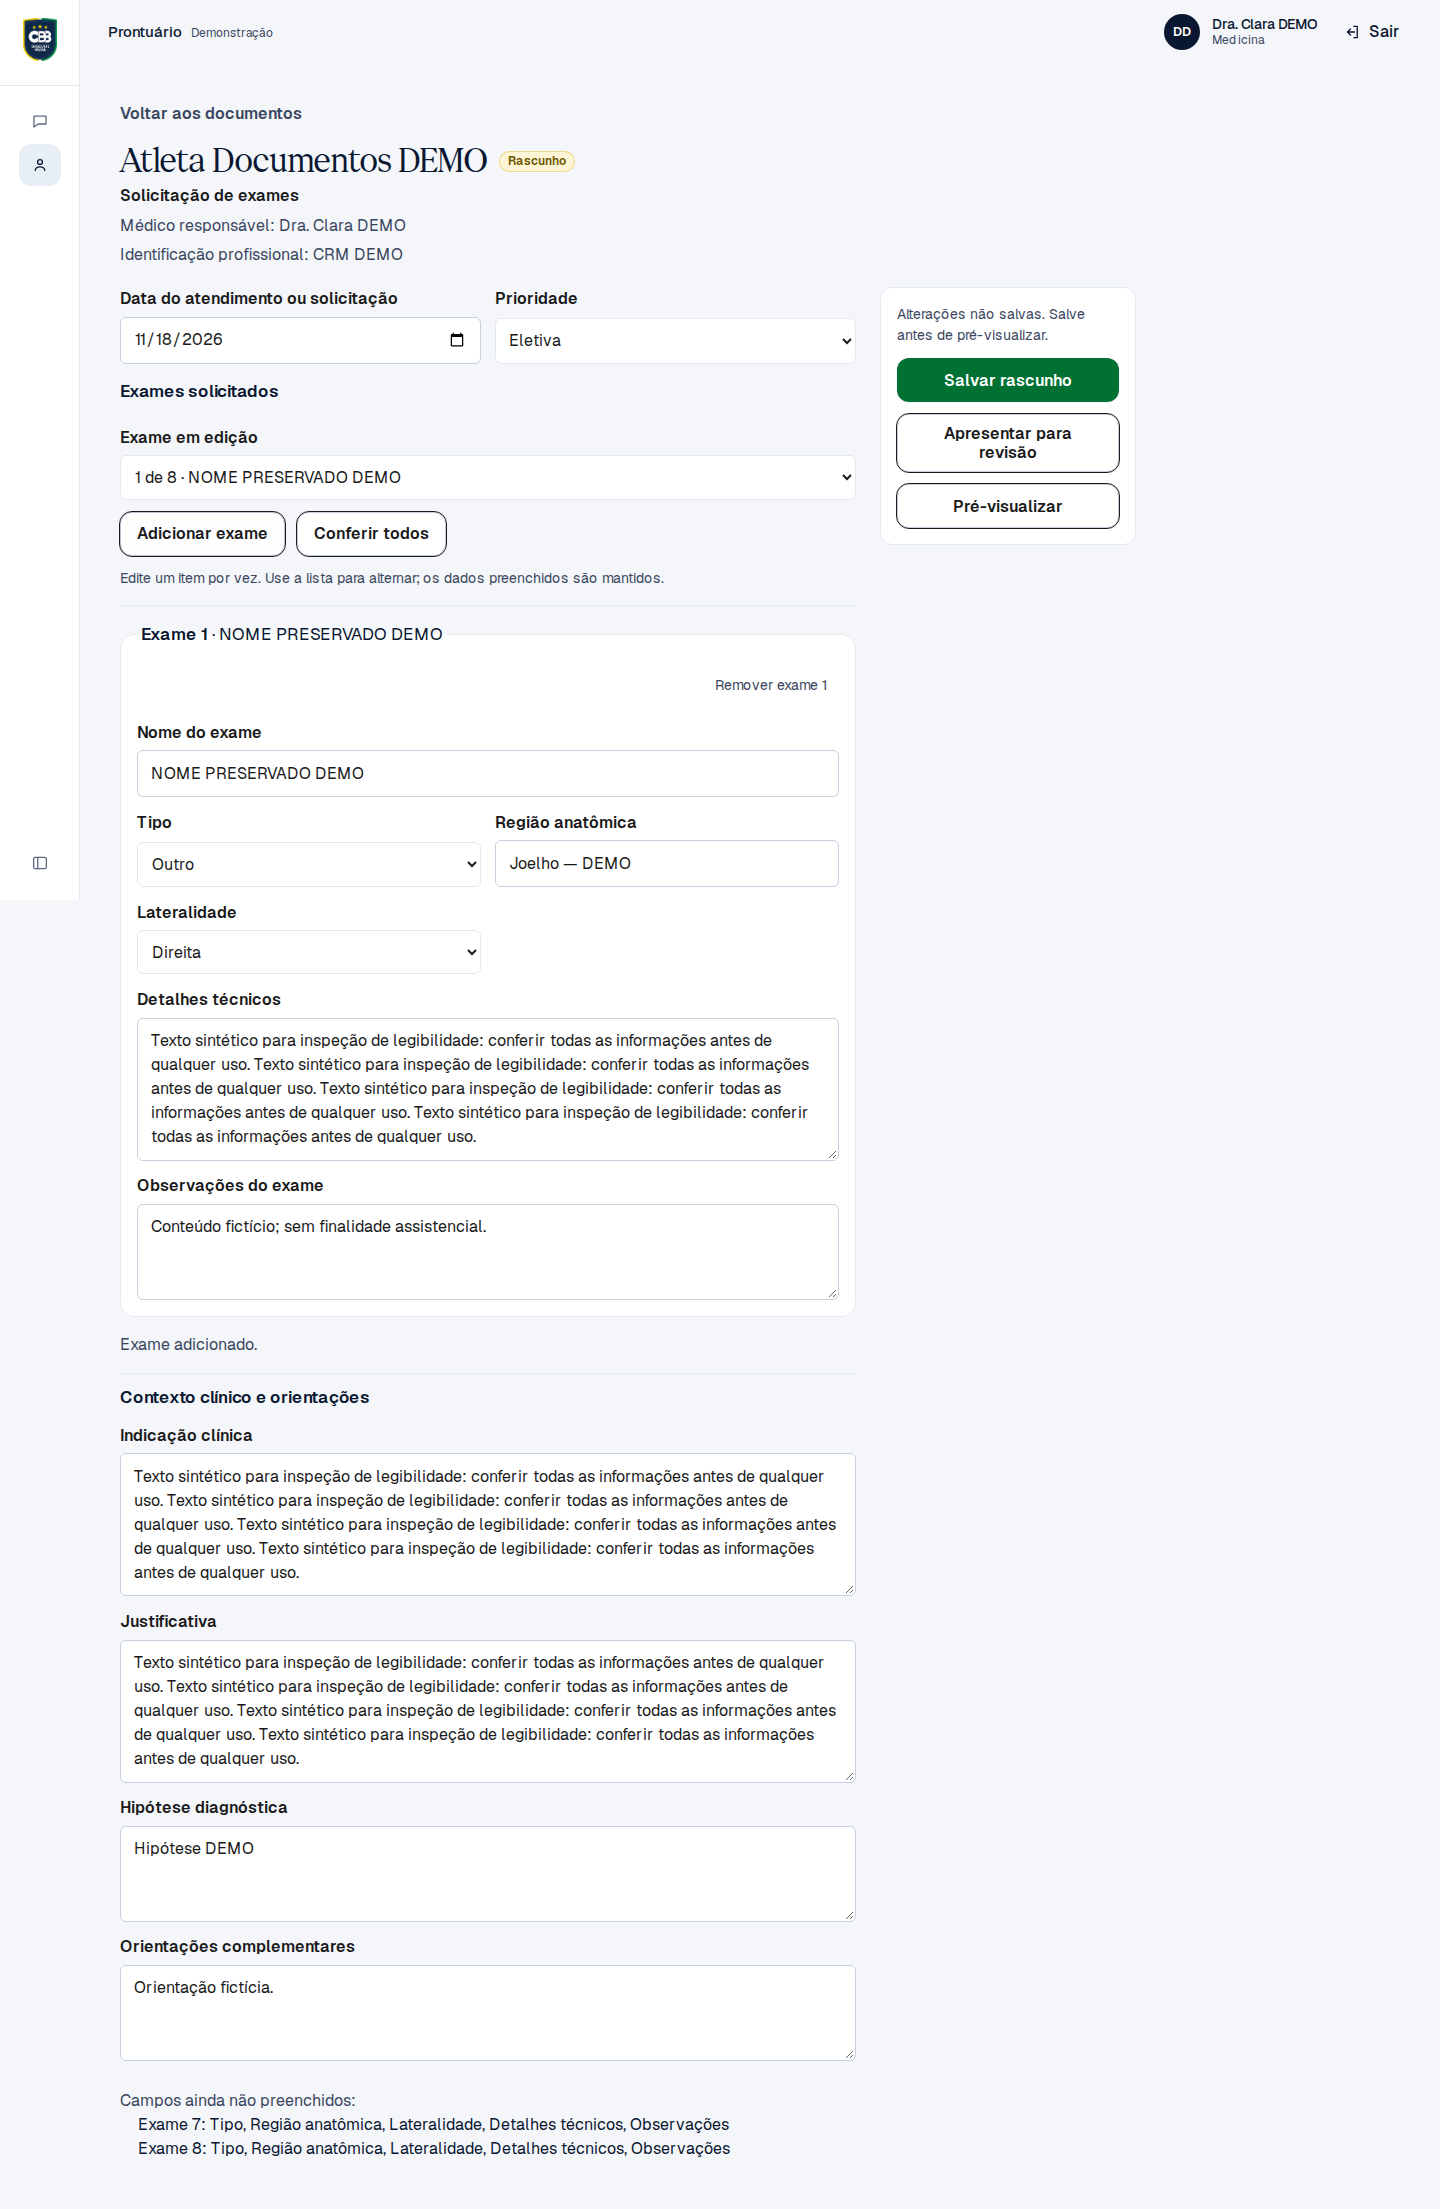 CBB
Prontuário Demonstração
DD
Dra. Clara DEMO
Medicina
Sair
Voltar aos documentos
Atleta Documentos DEMO Rascunho
Solicitação de exames
Médico responsável: Dra. Clara DEMO
Identificação profissional: CRM DEMO
Data do atendimento ou solicitação
11/18/2026
Prioridade
Eletiva
Exames solicitados
Exame em edição
1 de 8 · NOME PRESERVADO DEMO
Adicionar exame
Conferir todos
Edite um item por vez. Use a lista para alternar; os dados preenchidos são mantidos.
Alterações não salvas. Salve
antes de pré-visualizar.
Salvar rascunho
Apresentar para
revisão
Pré-visualizar
Exame 1 · NOME PRESERVADO DEMO
Remover exame 1
Nome do exame
NOME PRESERVADO DEMO
Tipo
Outro
Região anatômica
Joelho — DEMO
Lateralidade
Direita
Detalhes técnicos
Texto sintético para inspeção de legibilidade: conferir todas as informações antes de
qualquer uso. Texto sintético para inspeção de legibilidade: conferir todas as informações
antes de qualquer uso. Texto sintético para inspeção de legibilidade: conferir todas as
informações antes de qualquer uso. Texto sintético para inspeção de legibilidade: conferir
todas as informações antes de qualquer uso.
Observações do exame
Conteúdo fictício; sem finalidade assistencial.
Exame adicionado.
Contexto clínico e orientações
Indicação clínica
Texto sintético para inspeção de legibilidade: conferir todas as informações antes de qualquer
uso. Texto sintético para inspeção de legibilidade: conferir todas as informações antes de
qualquer uso. Texto sintético para inspeção de legibilidade: conferir todas as informações antes
de qualquer uso. Texto sintético para inspeção de legibilidade: conferir todas as informações
antes de qualquer uso.
Justificativa
Texto sintético para inspeção de legibilidade: conferir todas as informações antes de qualquer
uso. Texto sintético para inspeção de legibilidade: conferir todas as informações antes de
qualquer uso. Texto sintético para inspeção de legibilidade: conferir todas as informações antes
de qualquer uso. Texto sintético para inspeção de legibilidade: conferir todas as informações
antes de qualquer uso.
Hipótese diagnóstica
Hipótese DEMO
Orientações complementares
Orientação fictícia.
Campos ainda não preenchidos:
Exame 7: Tipo, Região anatômica, Lateralidade, Detalhes técnicos, Observações
Exame 8: Tipo, Região anatômica, Lateralidade, Detalhes técnicos, Observações